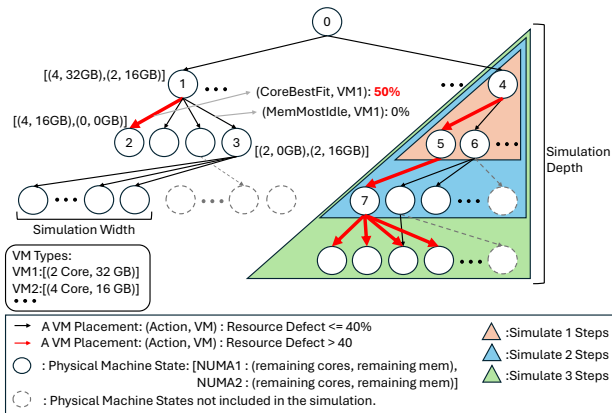 0
[(4, 32GB),(2, 16GB)]
1
4
(CoreBestFit, VM1): 50%
(MemMostIdle, VM1): 0%
[(4, 16GB),(0, 0GB)]
2
3
5
6
[(2, 0GB),(2, 16GB)]
Simulation
Depth
7
Simulation Width
VM Types:
VM1:[(2 Core, 32 GB)]
VM2:[(4 Core, 16 GB)]
A VM Placement: (Action, VM) : Resource Defect <= 40%
A VM Placement: (Action, VM) : Resource Defect > 40
: Physical Machine State: [NUMA1 : (remaining cores, remaining mem),
NUMA2 : (remaining cores, remaining mem)]
: Physical Machine States not included in the simulation.
:Simulate 1 Steps
:Simulate 2 Steps
:Simulate 3 Steps